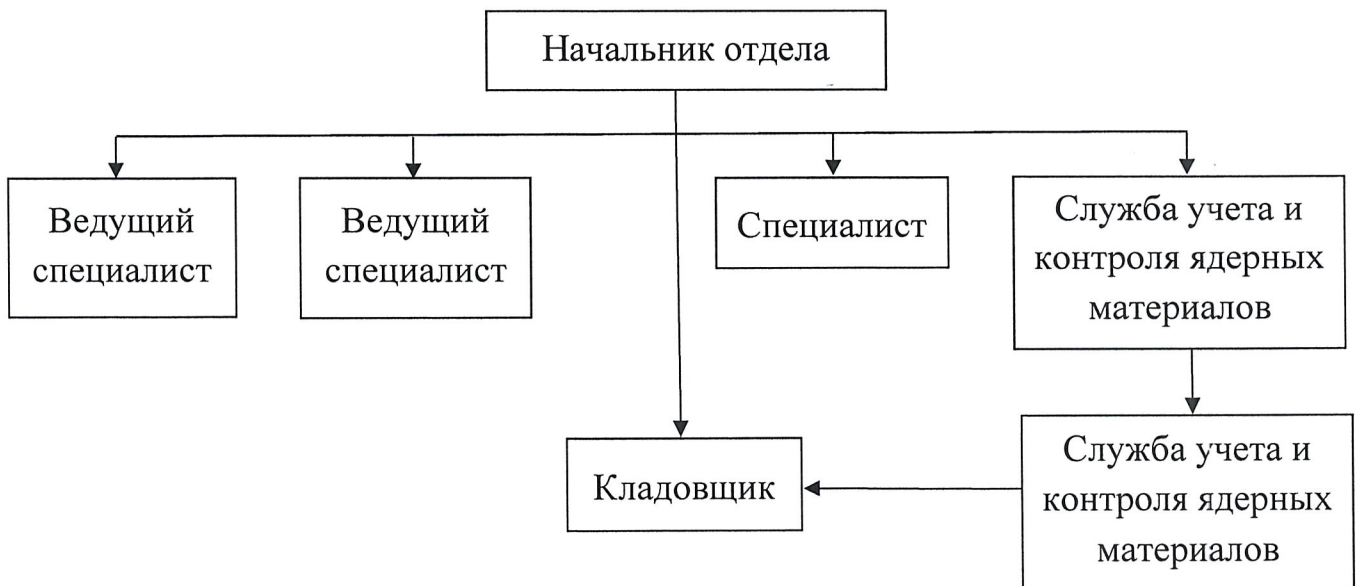 Начальник отдела
Ведущий
специалист
Ведущий
специалист
Специалист
Служба учета и
контроля ядерных
материалов
Кладовщик
Служба учета и
контроля ядерных
материалов